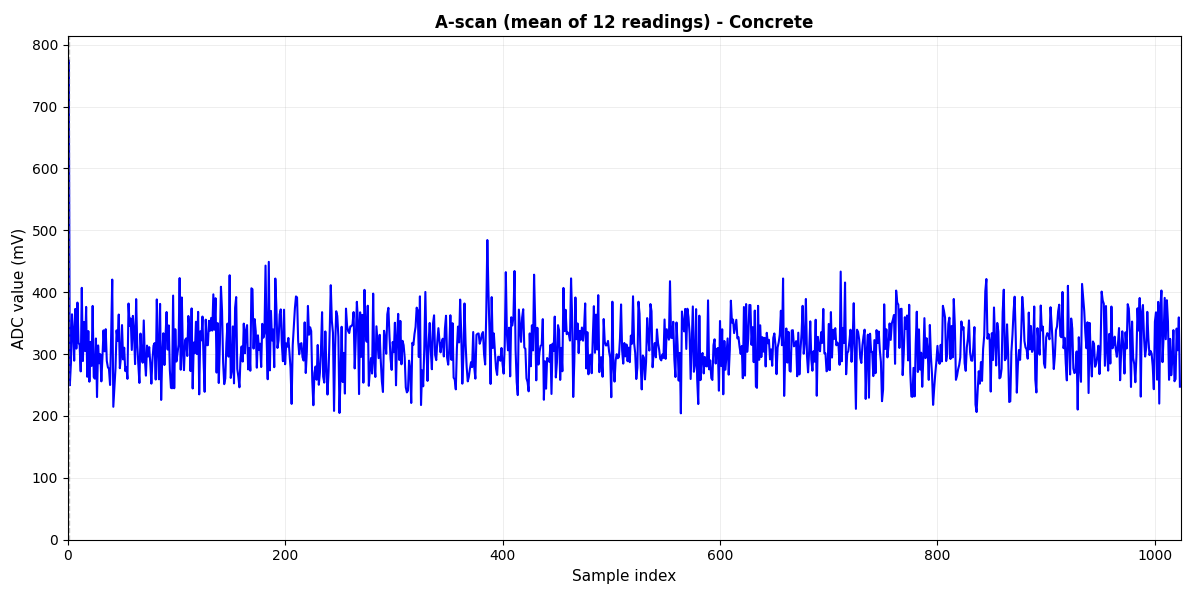 A-scan (mean of 12 readings) - Concrete
800
700
600
500
400
300
200
100
0
ADC value (mV)
0 200 400 600 800 1000
Sample index